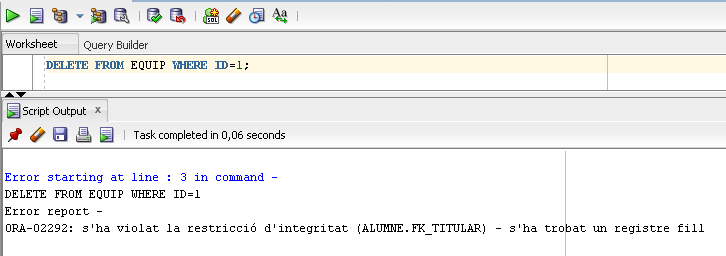 SQL
Aa
Worksheet
Query Builder
DELETE FROM EQUIP WHERE ID=1;
Script Output x
Task completed in 0,06 seconds
Error starting at line : 3 in command -
DELETE FROM EQUIP WHERE ID=1
Error report -
ORA-02292: s'ha violat la restricció d'integritat (ALUMNE.FK_TITULAR) - s'ha trobat un registre fill